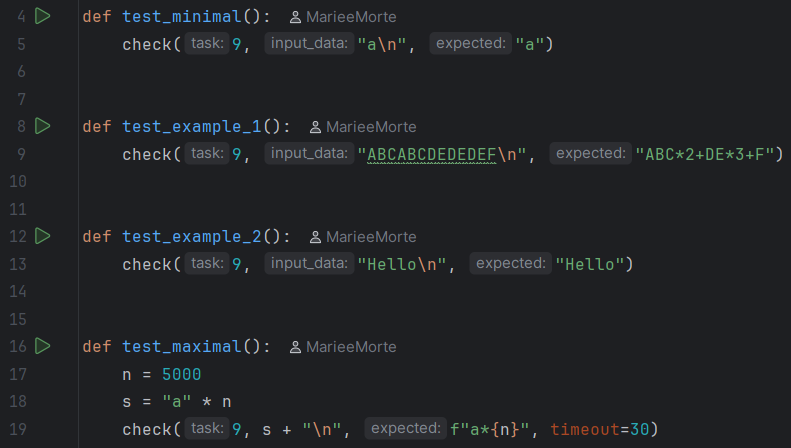 4 def test_minimal(): MarieeMorte
5 check( task: 9, input_data: "a\n", expected: "a")
6
7
8 def test_example_1(): MarieeMorte
9 check( task: 9, input_data: "ABCABCDEDEDEF\n", expected: "ABC*2+DE*3+F")
10
11
12 def test_example_2(): MarieeMorte
13 check( task: 9, input_data: "Hello\n", expected: "Hello")
14
15
16 def test_maximal(): MarieeMorte
17 n = 5000
18 s = "a" * n
19 check( task: 9, s + "\n", expected: f"a*{n}", timeout=30)